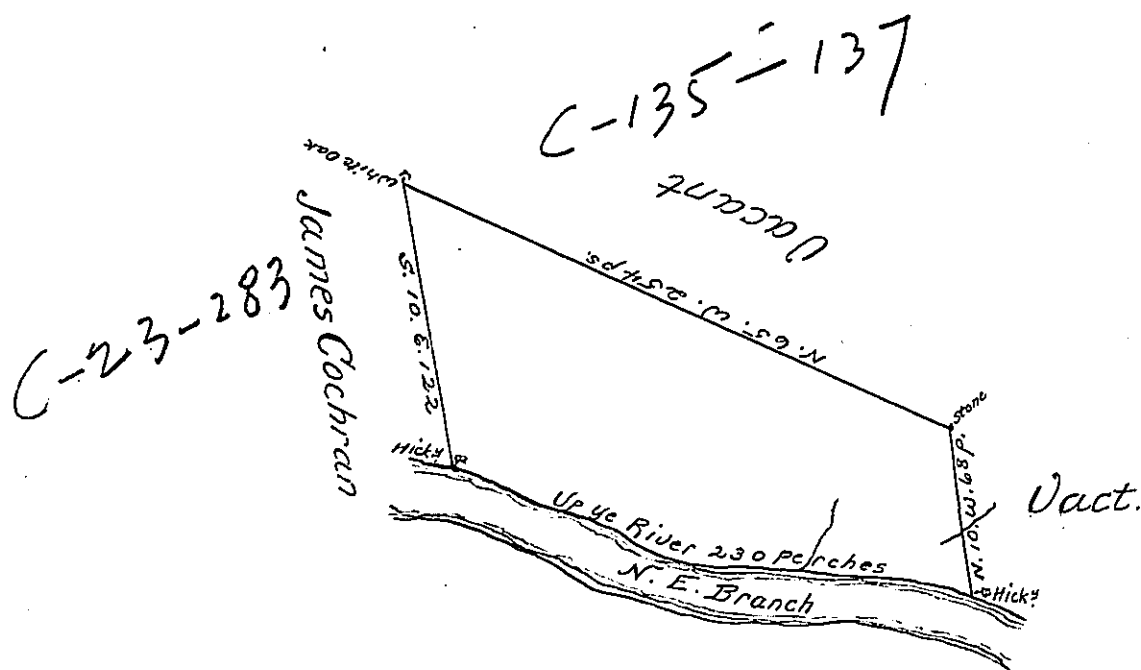 C-135-137
Vacant
White Oak
James Cochran
C-23-283
S. 10. E. 122
N. 65. W. 254 ps.
Stone
N. 10. W. 68 P.
Vact.
Hicky.
Up ye River 230 Perches
N. E. Branch
Hicky.